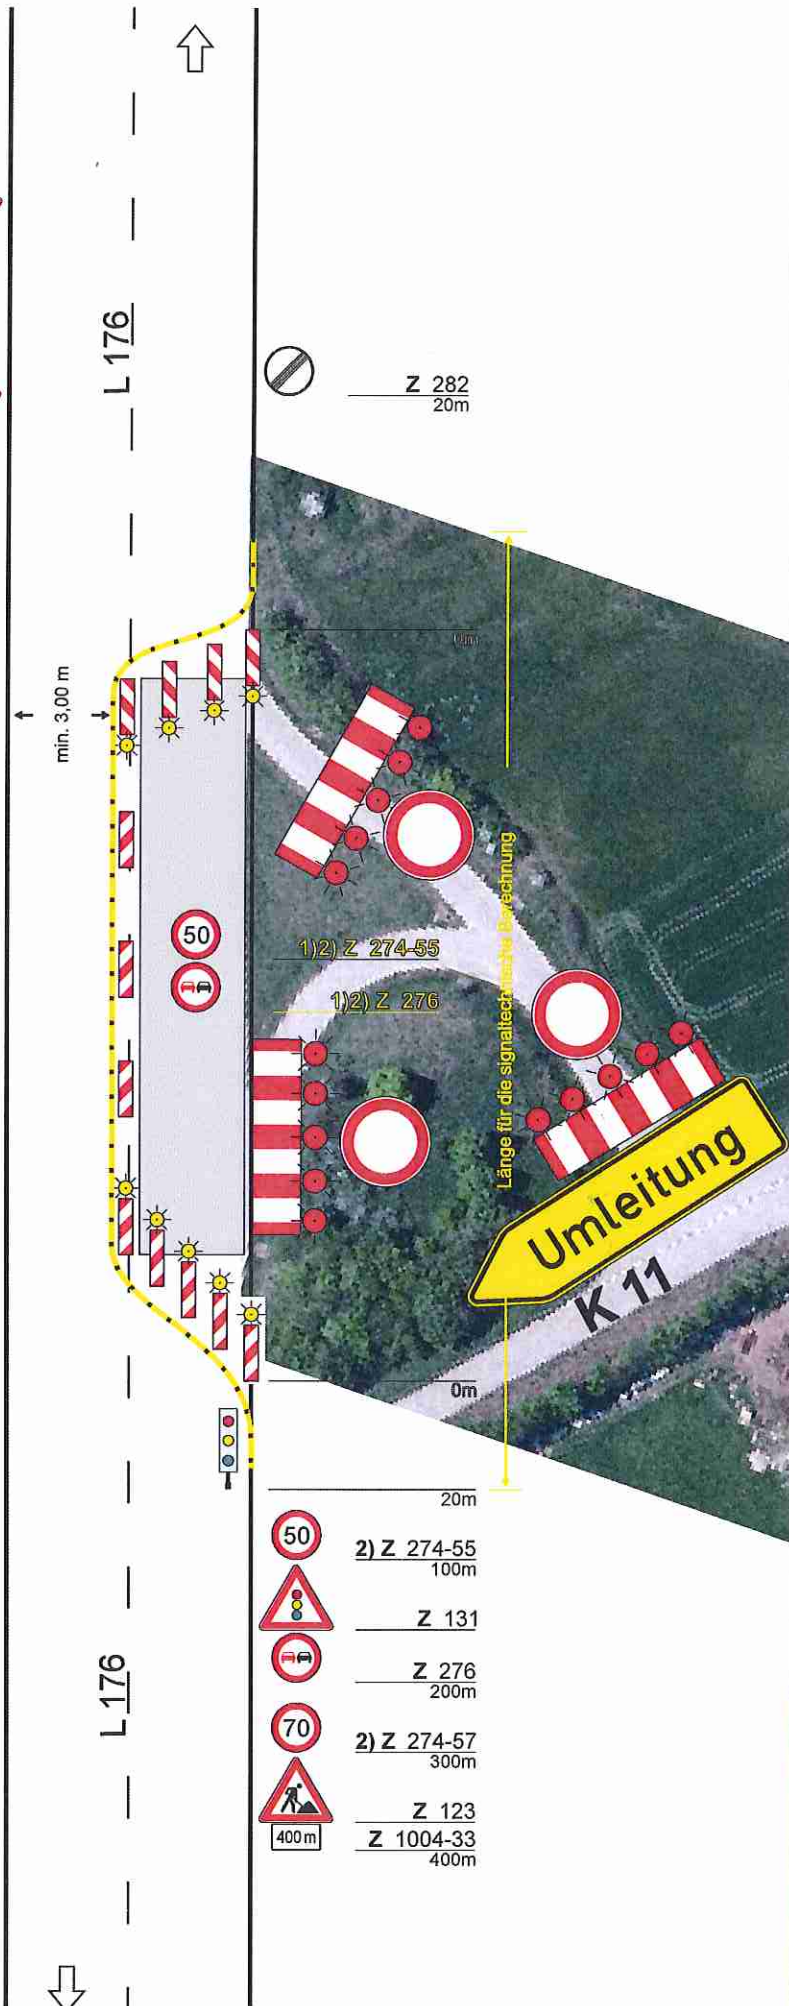 L 176
Z 282
20m
0m
min. 3,00 m
50
1)2) Z 274-55
1)2) Z 276
Länge für die signaltechnische Berechnung
Umleitung
K 11
0m
20m
50
2) Z 274-55
100m
Z 131
Z 276
200m
L 176
70
2) Z 274-57
300m
Z 123
400 m
Z 1004-33
400m